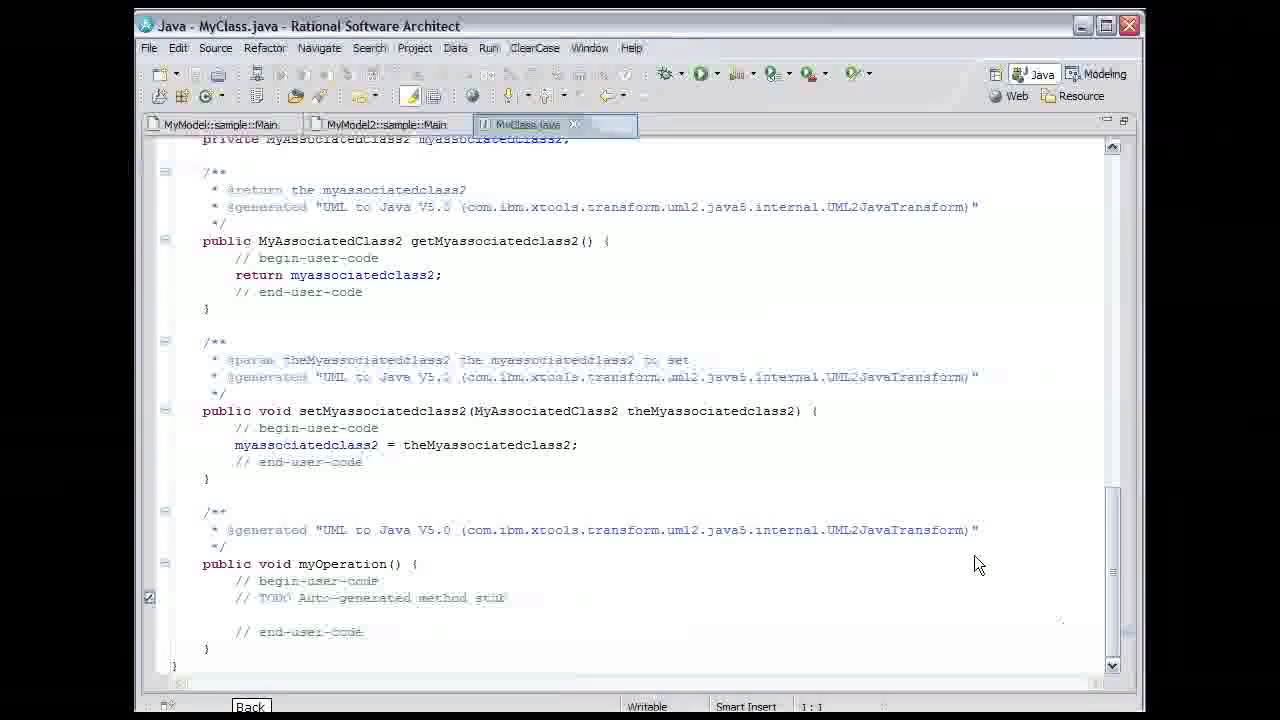 Java - MyClass.java - Rational Software Architect
File Edit Source Refactor Navigate Search Project Data Run ClearCase Window Help
Java Modeling
Web Resource
MyModel::sample::Main MyModel2::sample::Main MyClass.java
private MyAssociatedClass2 myassociatedclass2;
/**
* @return the myassociatedclass2
* @generated "UML to Java V5.0 (com.ibm.xtools.transform.uml2.java5.internal.UML2JavaTransform)"
*/
public MyAssociatedClass2 getMyassociatedclass2() {
// begin-user-code
return myassociatedclass2;
// end-user-code
}
/**
* @param theMyassociatedclass2 the myassociatedclass2 to set
* @generated "UML to Java V5.0 (com.ibm.xtools.transform.uml2.java5.internal.UML2JavaTransform)"
*/
public void setMyassociatedclass2(MyAssociatedClass2 theMyassociatedclass2) {
// begin-user-code
myassociatedclass2 = theMyassociatedclass2;
// end-user-code
}
/**
* @generated "UML to Java V5.0 (com.ibm.xtools.transform.uml2.java5.internal.UML2JavaTransform)"
*/
public void myOperation() {
// begin-user-code
// TODO Auto-generated method stub
// end-user-code
}
}
Back Writable Smart Insert 1 : 1